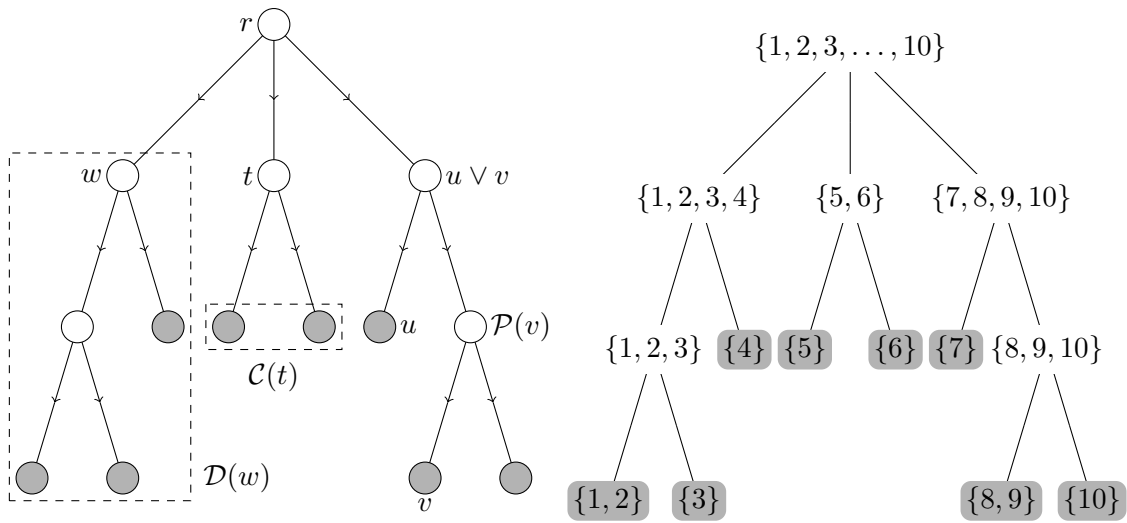 r
w
t
u ∨ v
u
𝒫(v)
𝒞(t)
𝒟(w)
v
{1, 2, 3, . . . , 10}
{1, 2, 3, 4} {5, 6} {7, 8, 9, 10}
{1, 2, 3} {4} {5} {6} {7} {8, 9, 10}
{1, 2} {3} {8, 9} {10}